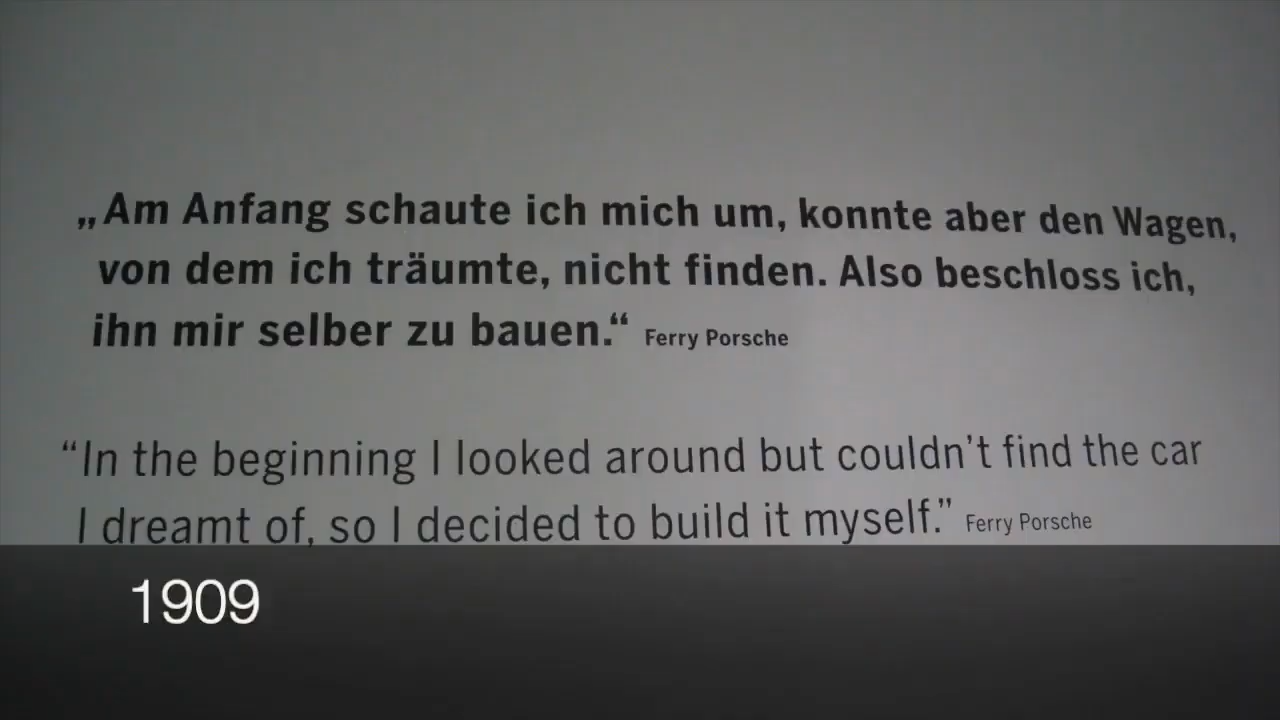 „Am Anfang schaute ich mich um, konnte aber den Wagen,
von dem ich träumte, nicht finden. Also beschloss ich,
ihn mir selber zu bauen.“ Ferry Porsche
“In the beginning I looked around but couldn’t find the car
I dreamt of, so I decided to build it myself.” Ferry Porsche
1909